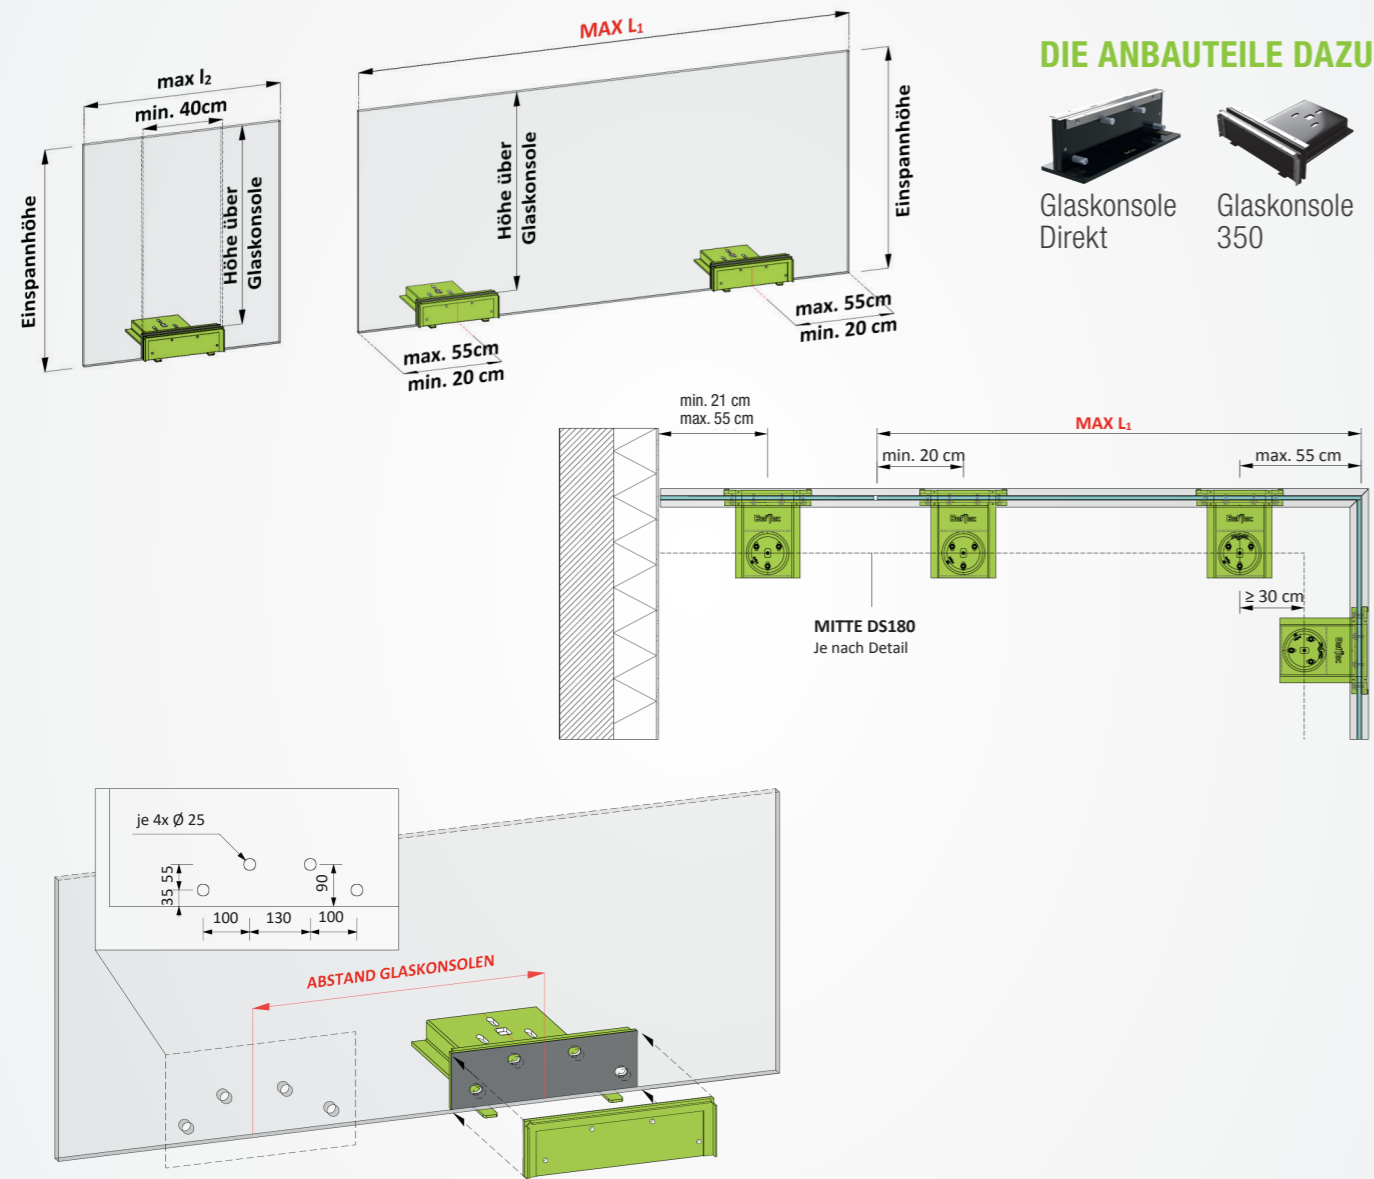 max l₂
min. 40cm
Einspannhöhe
Höhe über
Glaskonsole
MAX L₁
Höhe über
Glaskonsole
Einspannhöhe
max. 55cm
min. 20 cm
max. 55cm
min. 20 cm
DIE ANBAUTEILE DAZU
Glaskonsole
Direkt
Glaskonsole
350
min. 21 cm
max. 55 cm
MAX L₁
min. 20 cm
max. 55 cm
≥ 30 cm
MITTE DS180
Je nach Detail
je 4x Ø 25
35 55
90
100
130
100
ABSTAND GLASKONSOLEN